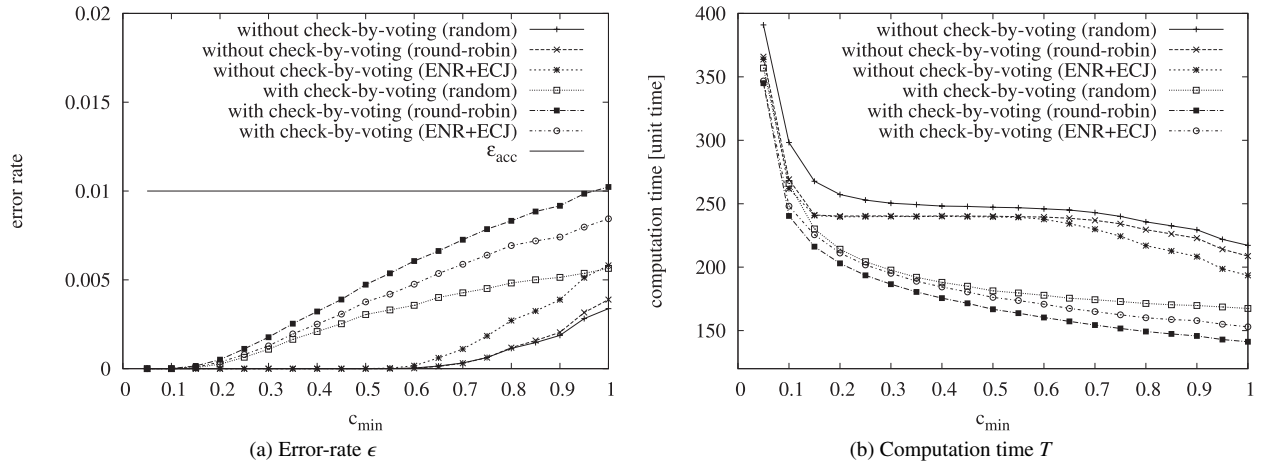 0.02
0.015
0.01
0.005
0
error rate
without check-by-voting (random)
without check-by-voting (round-robin)
without check-by-voting (ENR+ECJ)
with check-by-voting (random)
with check-by-voting (round-robin)
with check-by-voting (ENR+ECJ)
ε_acc
0 0.1 0.2 0.3 0.4 0.5 0.6 0.7 0.8 0.9 1
c_min
(a) Error-rate ϵ
400
350
300
250
200
150
computation time [unit time]
without check-by-voting (random)
without check-by-voting (round-robin)
without check-by-voting (ENR+ECJ)
with check-by-voting (random)
with check-by-voting (round-robin)
with check-by-voting (ENR+ECJ)
0 0.1 0.2 0.3 0.4 0.5 0.6 0.7 0.8 0.9 1
c_min
(b) Computation time T